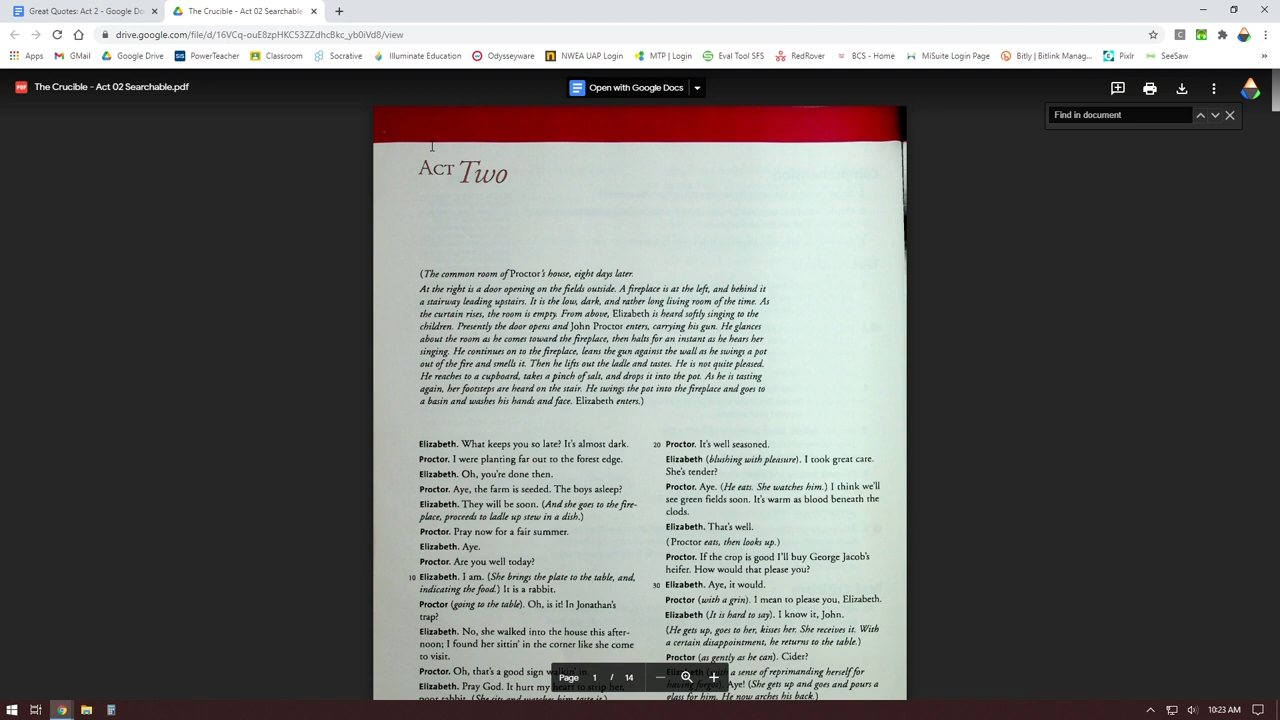 Great Quotes: Act 2 - Google Do
The Crucible - Act 02 Searchable.p
drive.google.com/file/d/16VCq-ouE8zpHKC53ZZdhcBkc_yb0iVd8/view
Apps GMail Google Drive PowerTeacher Classroom Socrative Illuminate Education Odysseyware NWEA UAP Login MTP | Login Eval Tool SFS RedRover BCS - Home MiSuite Login Page Bitly | Bitlink Manag... Pixlr SeeSaw
The Crucible - Act 02 Searchable.pdf
Open with Google Docs
Find in document
ACT Two
(The common room of Proctor's house, eight days later.
At the right is a door opening on the fields outside. A fireplace is at the left, and behind it
a stairway leading upstairs. It is the low, dark, and rather long living room of the time. As
the curtain rises, the room is empty. From above, Elizabeth is heard softly singing to the
children. Presently the door opens and John Proctor enters, carrying his gun. He glances
about the room as he comes toward the fireplace, then halts for an instant as he hears her
singing. He continues on to the fireplace, leans the gun against the wall as he swings a pot
out of the fire and smells it. Then he lifts out the ladle and tastes. He is not quite pleased.
He reaches to a cupboard, takes a pinch of salt, and drops it into the pot. As he is tasting
again, her footsteps are heard on the stair. He swings the pot into the fireplace and goes to
a basin and washes his hands and face. Elizabeth enters.)
Elizabeth. What keeps you so late? It's almost dark.
Proctor. I were planting far out to the forest edge.
Elizabeth. Oh, you're done then.
Proctor. Aye, the farm is seeded. The boys asleep?
Elizabeth. They will be soon. (And she goes to the fire-
place, proceeds to ladle up stew in a dish.)
Proctor. Pray now for a fair summer.
Elizabeth. Aye.
Proctor. Are you well today?
10 Elizabeth. I am. (She brings the plate to the table, and,
indicating the food.) It is a rabbit.
Proctor (going to the table). Oh, is it! In Jonathan's
trap?
Elizabeth. No, she walked into the house this after-
noon; I found her sittin' in the corner like she come
to visit.
Proctor. Oh, that's a good sign walkin' in.
Elizabeth. Pray God. It hurt my heart to strip her,
poor rabbit. (She sits and watches him taste it.)
20 Proctor. It's well seasoned.
Elizabeth (blushing with pleasure). I took great care.
She's tender?
Proctor. Aye. (He eats. She watches him.) I think we'll
see green fields soon. It's warm as blood beneath the
clods.
Elizabeth. That's well.
(Proctor eats, then looks up.)
Proctor. If the crop is good I'll buy George Jacob's
heifer. How would that please you?
30 Elizabeth. Aye, it would.
Proctor (with a grin). I mean to please you, Elizabeth.
Elizabeth (It is hard to say). I know it, John.
(He gets up, goes to her, kisses her. She receives it. With
a certain disappointment, he returns to the table.)
Proctor (as gently as he can). Cider?
Elizabeth (with a sense of reprimanding herself for
having forgot). Aye! (She gets up and goes and pours a
glass for him. He now arches his back.)
Page 1 / 14
10:23 AM